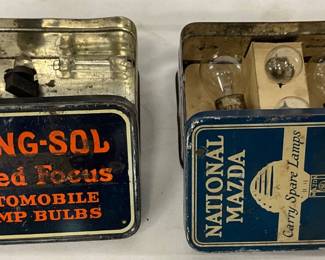 NG-SOL
ed Focus
TOMOBILE
MP BULBS
NATIONAL
MAZDA
Carry Spare Lamps